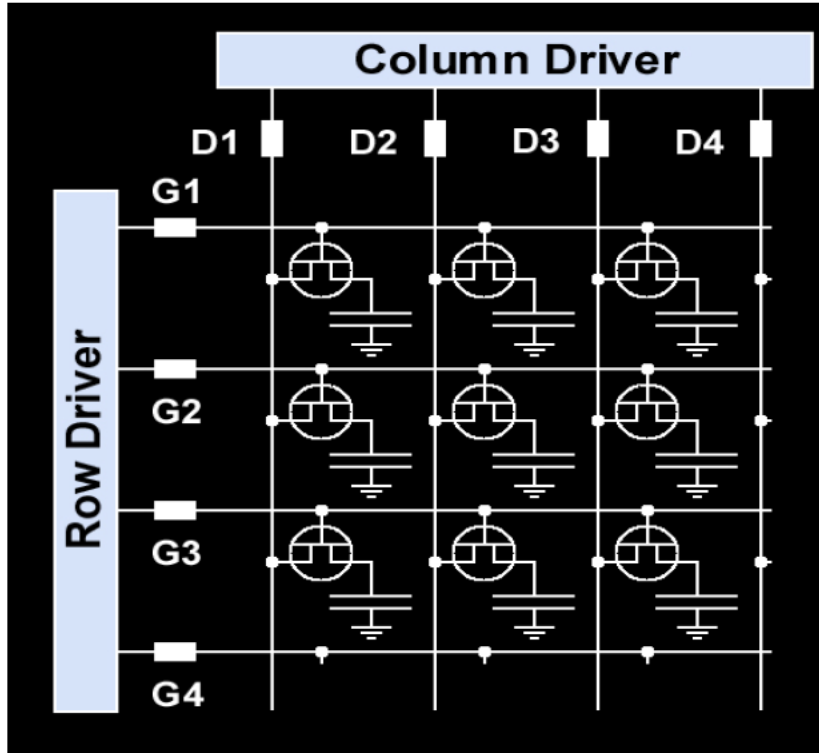 Column Driver
D1 D2 D3 D4
G1
Row Driver
G2
G3
G4